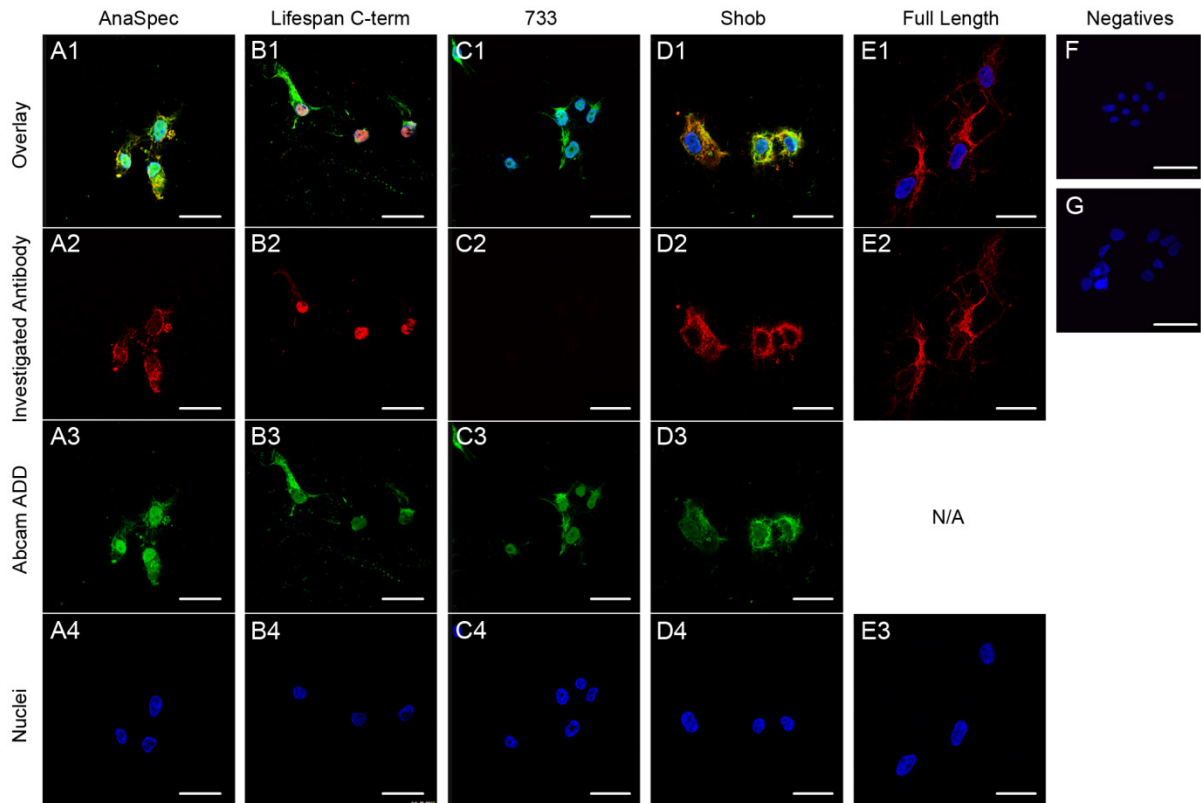 AnaSpec Lifespan C-term 733 Shob Full Length Negatives
Overlay
A1 B1 C1 D1 E1 F
G
Investigated Antibody
A2 B2 C2 D2 E2
Abcam ADD
A3 B3 C3 D3 N/A
Nuclei
A4 B4 C4 D4 E3